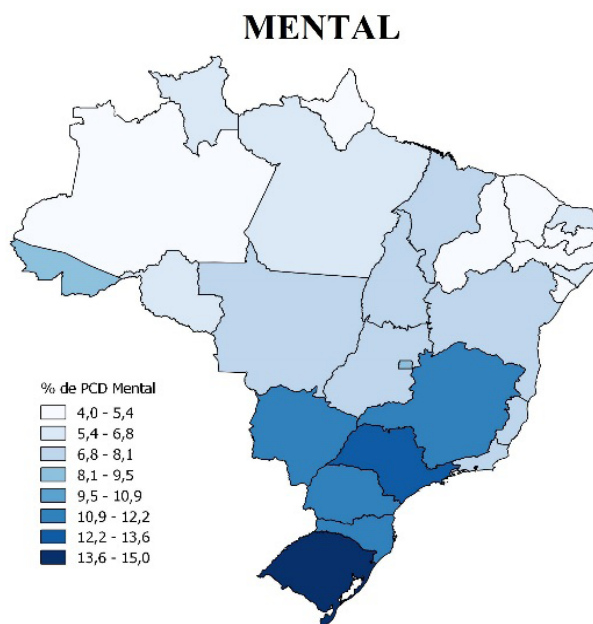 MENTAL
% de PCD Mental
4,0 - 5,4
5,4 - 6,8
6,8 - 8,1
8,1 - 9,5
9,5 - 10,9
10,9 - 12,2
12,2 - 13,6
13,6 - 15,0